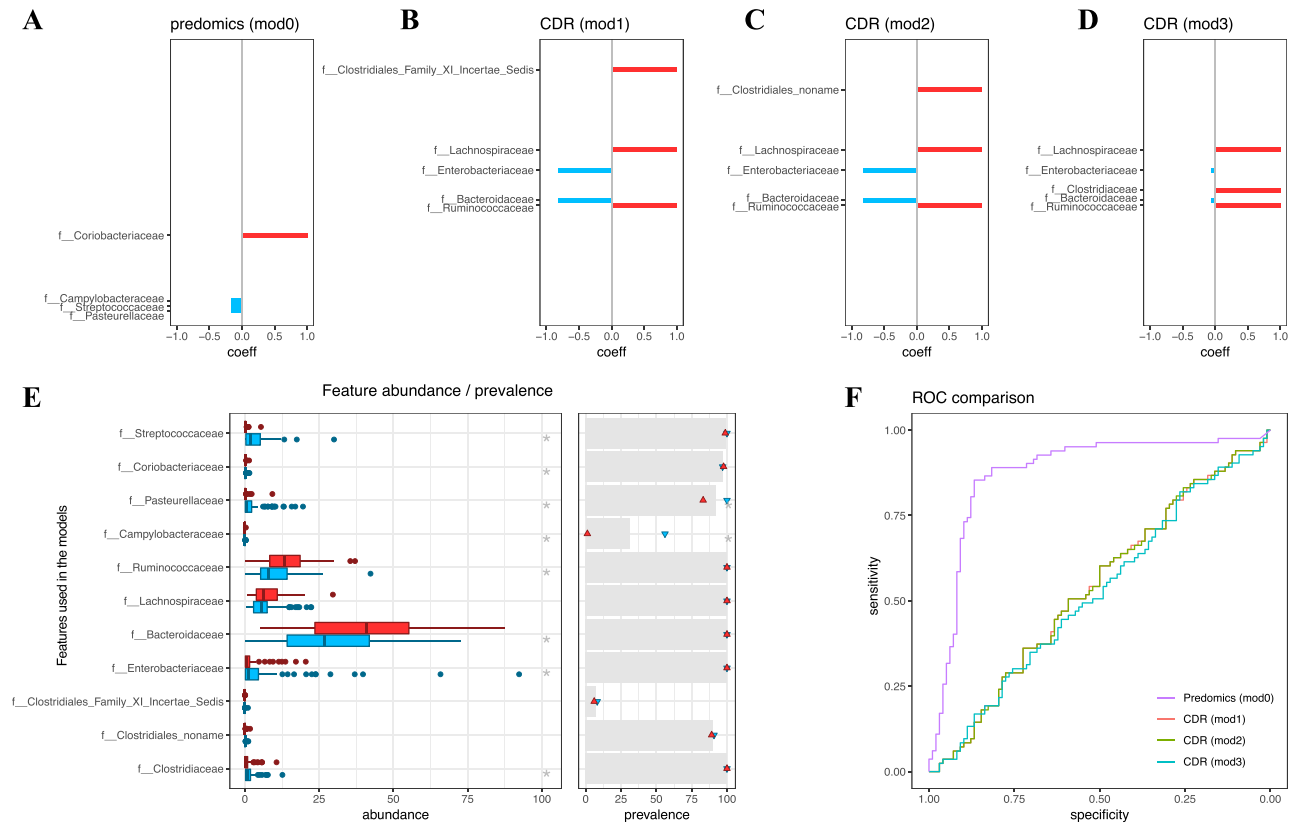 A
predomics (mod0)
f__Coriobacteriaceae
f__Campylobacteraceae
f__Streptococcaceae
f__Pasteurellaceae
−1.0 −0.5 0.0 0.5 1.0
coeff
B
CDR (mod1)
f__Clostridiales_Family_XI_Incertae_Sedis
f__Lachnospiraceae
f__Enterobacteriaceae
f__Bacteroidaceae
f__Ruminococcaceae
−1.0 −0.5 0.0 0.5 1.0
coeff
C
CDR (mod2)
f__Clostridiales_noname
f__Lachnospiraceae
f__Enterobacteriaceae
f__Bacteroidaceae
f__Ruminococcaceae
−1.0 −0.5 0.0 0.5 1.0
coeff
D
CDR (mod3)
f__Lachnospiraceae
f__Enterobacteriaceae
f__Clostridiaceae
f__Bacteroidaceae
f__Ruminococcaceae
−1.0 −0.5 0.0 0.5 1.0
coeff
E
Feature abundance / prevalence
Features used in the models
f__Streptococcaceae
f__Coriobacteriaceae
f__Pasteurellaceae
f__Campylobacteraceae
f__Ruminococcaceae
f__Lachnospiraceae
f__Bacteroidaceae
f__Enterobacteriaceae
f__Clostridiales_Family_XI_Incertae_Sedis
f__Clostridiales_noname
f__Clostridiaceae
* * * * * * * *
* *
0 25 50 75 100
abundance
0 25 50 75 100
prevalence
F
ROC comparison
sensitivity
1.00
0.75
0.50
0.25
0.00
Predomics (mod0)
CDR (mod1)
CDR (mod2)
CDR (mod3)
1.00 0.75 0.50 0.25 0.00
specificity